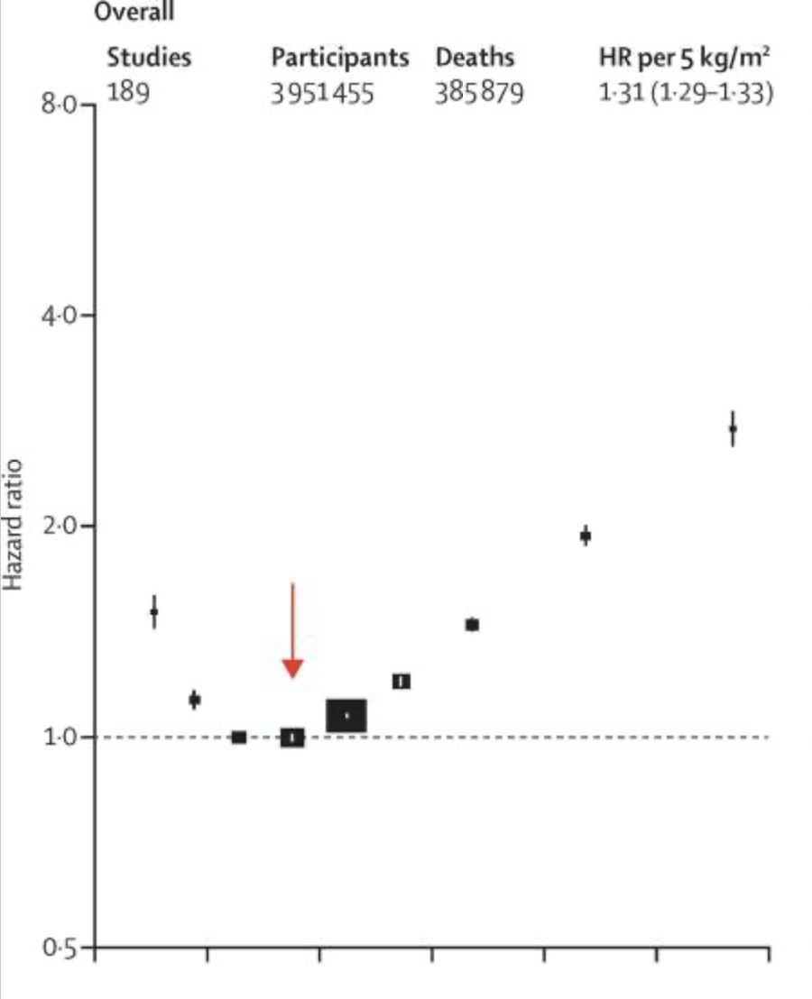 Overall
Studies Participants Deaths HR per 5 kg/m²
189 3951455 385879 1·31 (1·29–1·33)
8·0
4·0
2·0
1·0
0·5
Hazard ratio